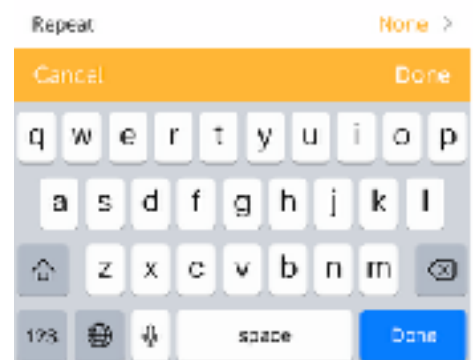 Repeat None >
Cancel Done
q w e r t y u i o p
a s d f g h j k l
z x c v b n m
123 space Done